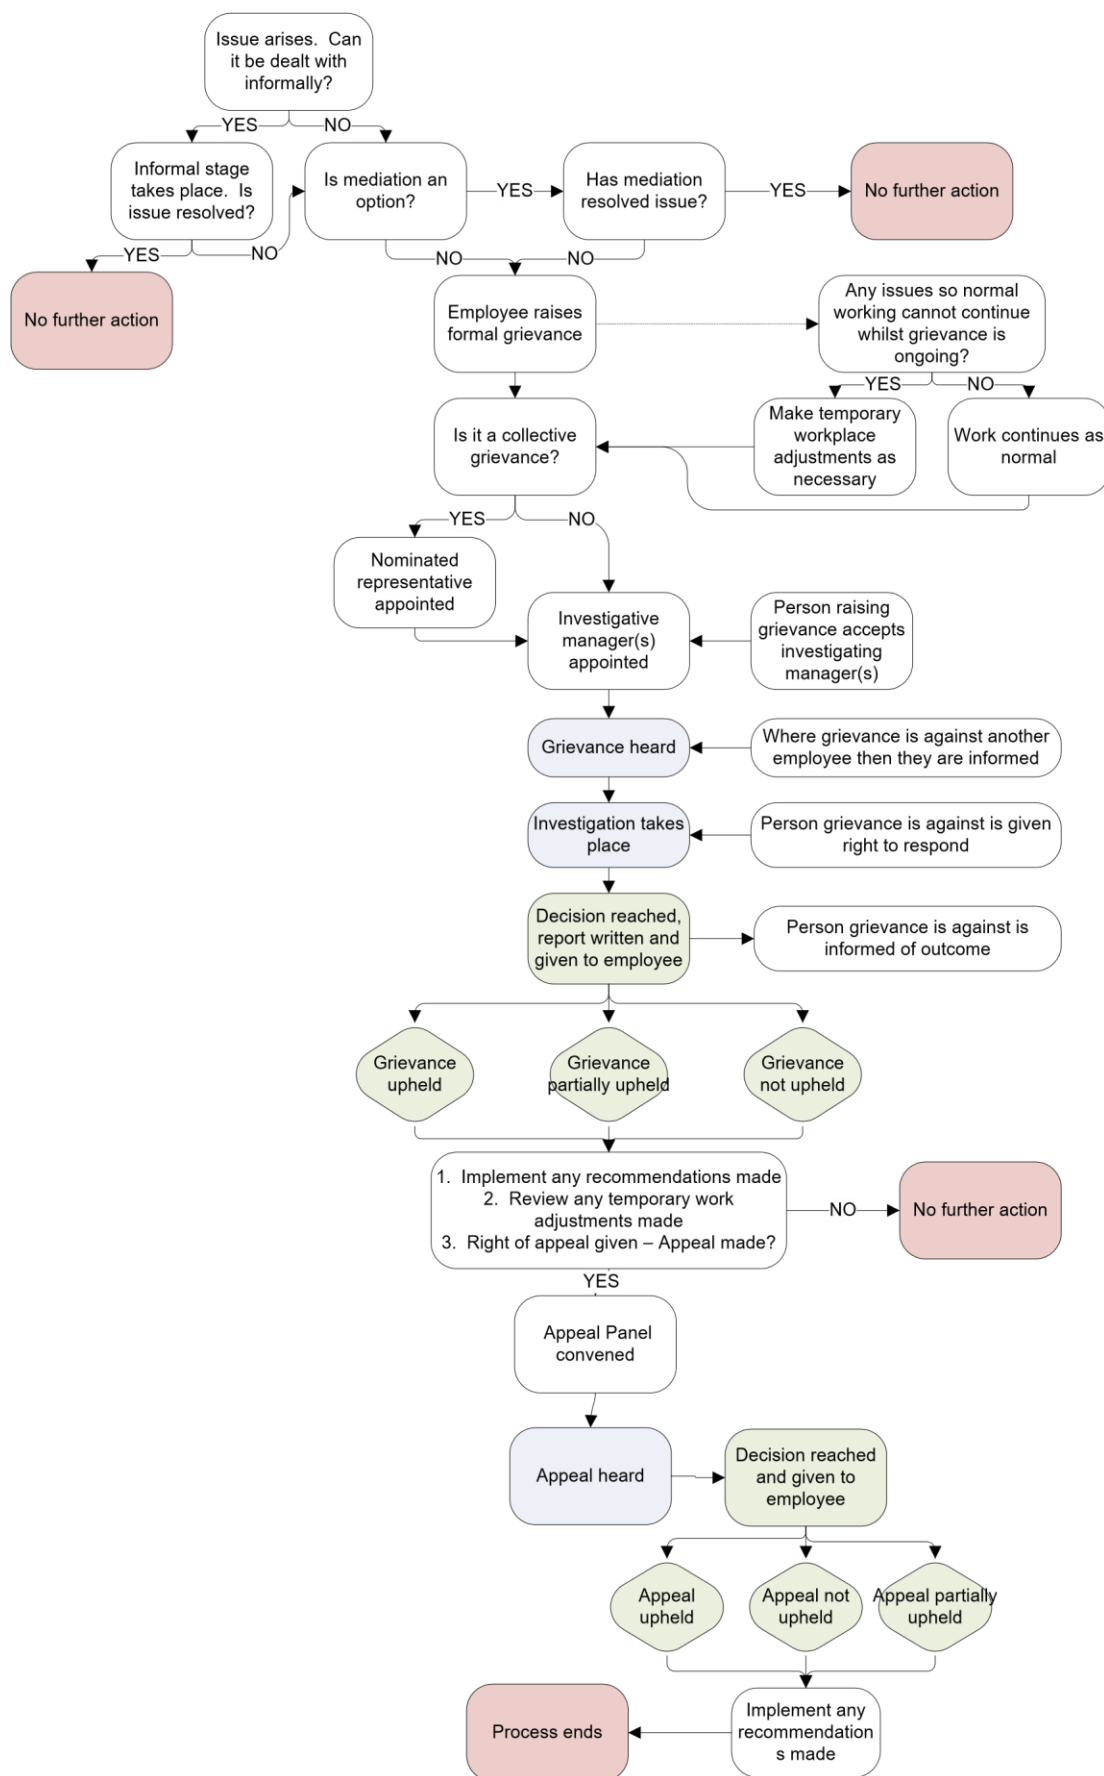 Issue arises.  Can
it be dealt with
informally?
YES
NO
Informal stage
takes place.  Is
issue resolved?
Is mediation an
option?
YES
Has mediation
resolved issue?
YES
No further action
YES
NO
NO
NO
No further action
Employee raises
formal grievance
Any issues so normal
working cannot continue
whilst grievance is
ongoing?
YES
NO
Is it a collective
grievance?
Make temporary
workplace
adjustments as
necessary
Work continues as
normal
YES
NO
Nominated
representative
appointed
Investigative
manager(s)
appointed
Person raising
grievance accepts
investigating
manager(s)
Grievance heard
Where grievance is against another
employee then they are informed
Investigation takes
place
Person grievance is against is given
right to respond
Decision reached,
report written and
given to employee
Person grievance is against is
informed of outcome
Grievance
upheld
Grievance
partially upheld
Grievance
not upheld
1.  Implement any recommendations made
2.  Review any temporary work
adjustments made
3.  Right of appeal given – Appeal made?
NO
No further action
YES
Appeal Panel
convened
Appeal heard
Decision reached
and given to
employee
Appeal
upheld
Appeal not
upheld
Appeal partially
upheld
Process ends
Implement any
recommendation
s made